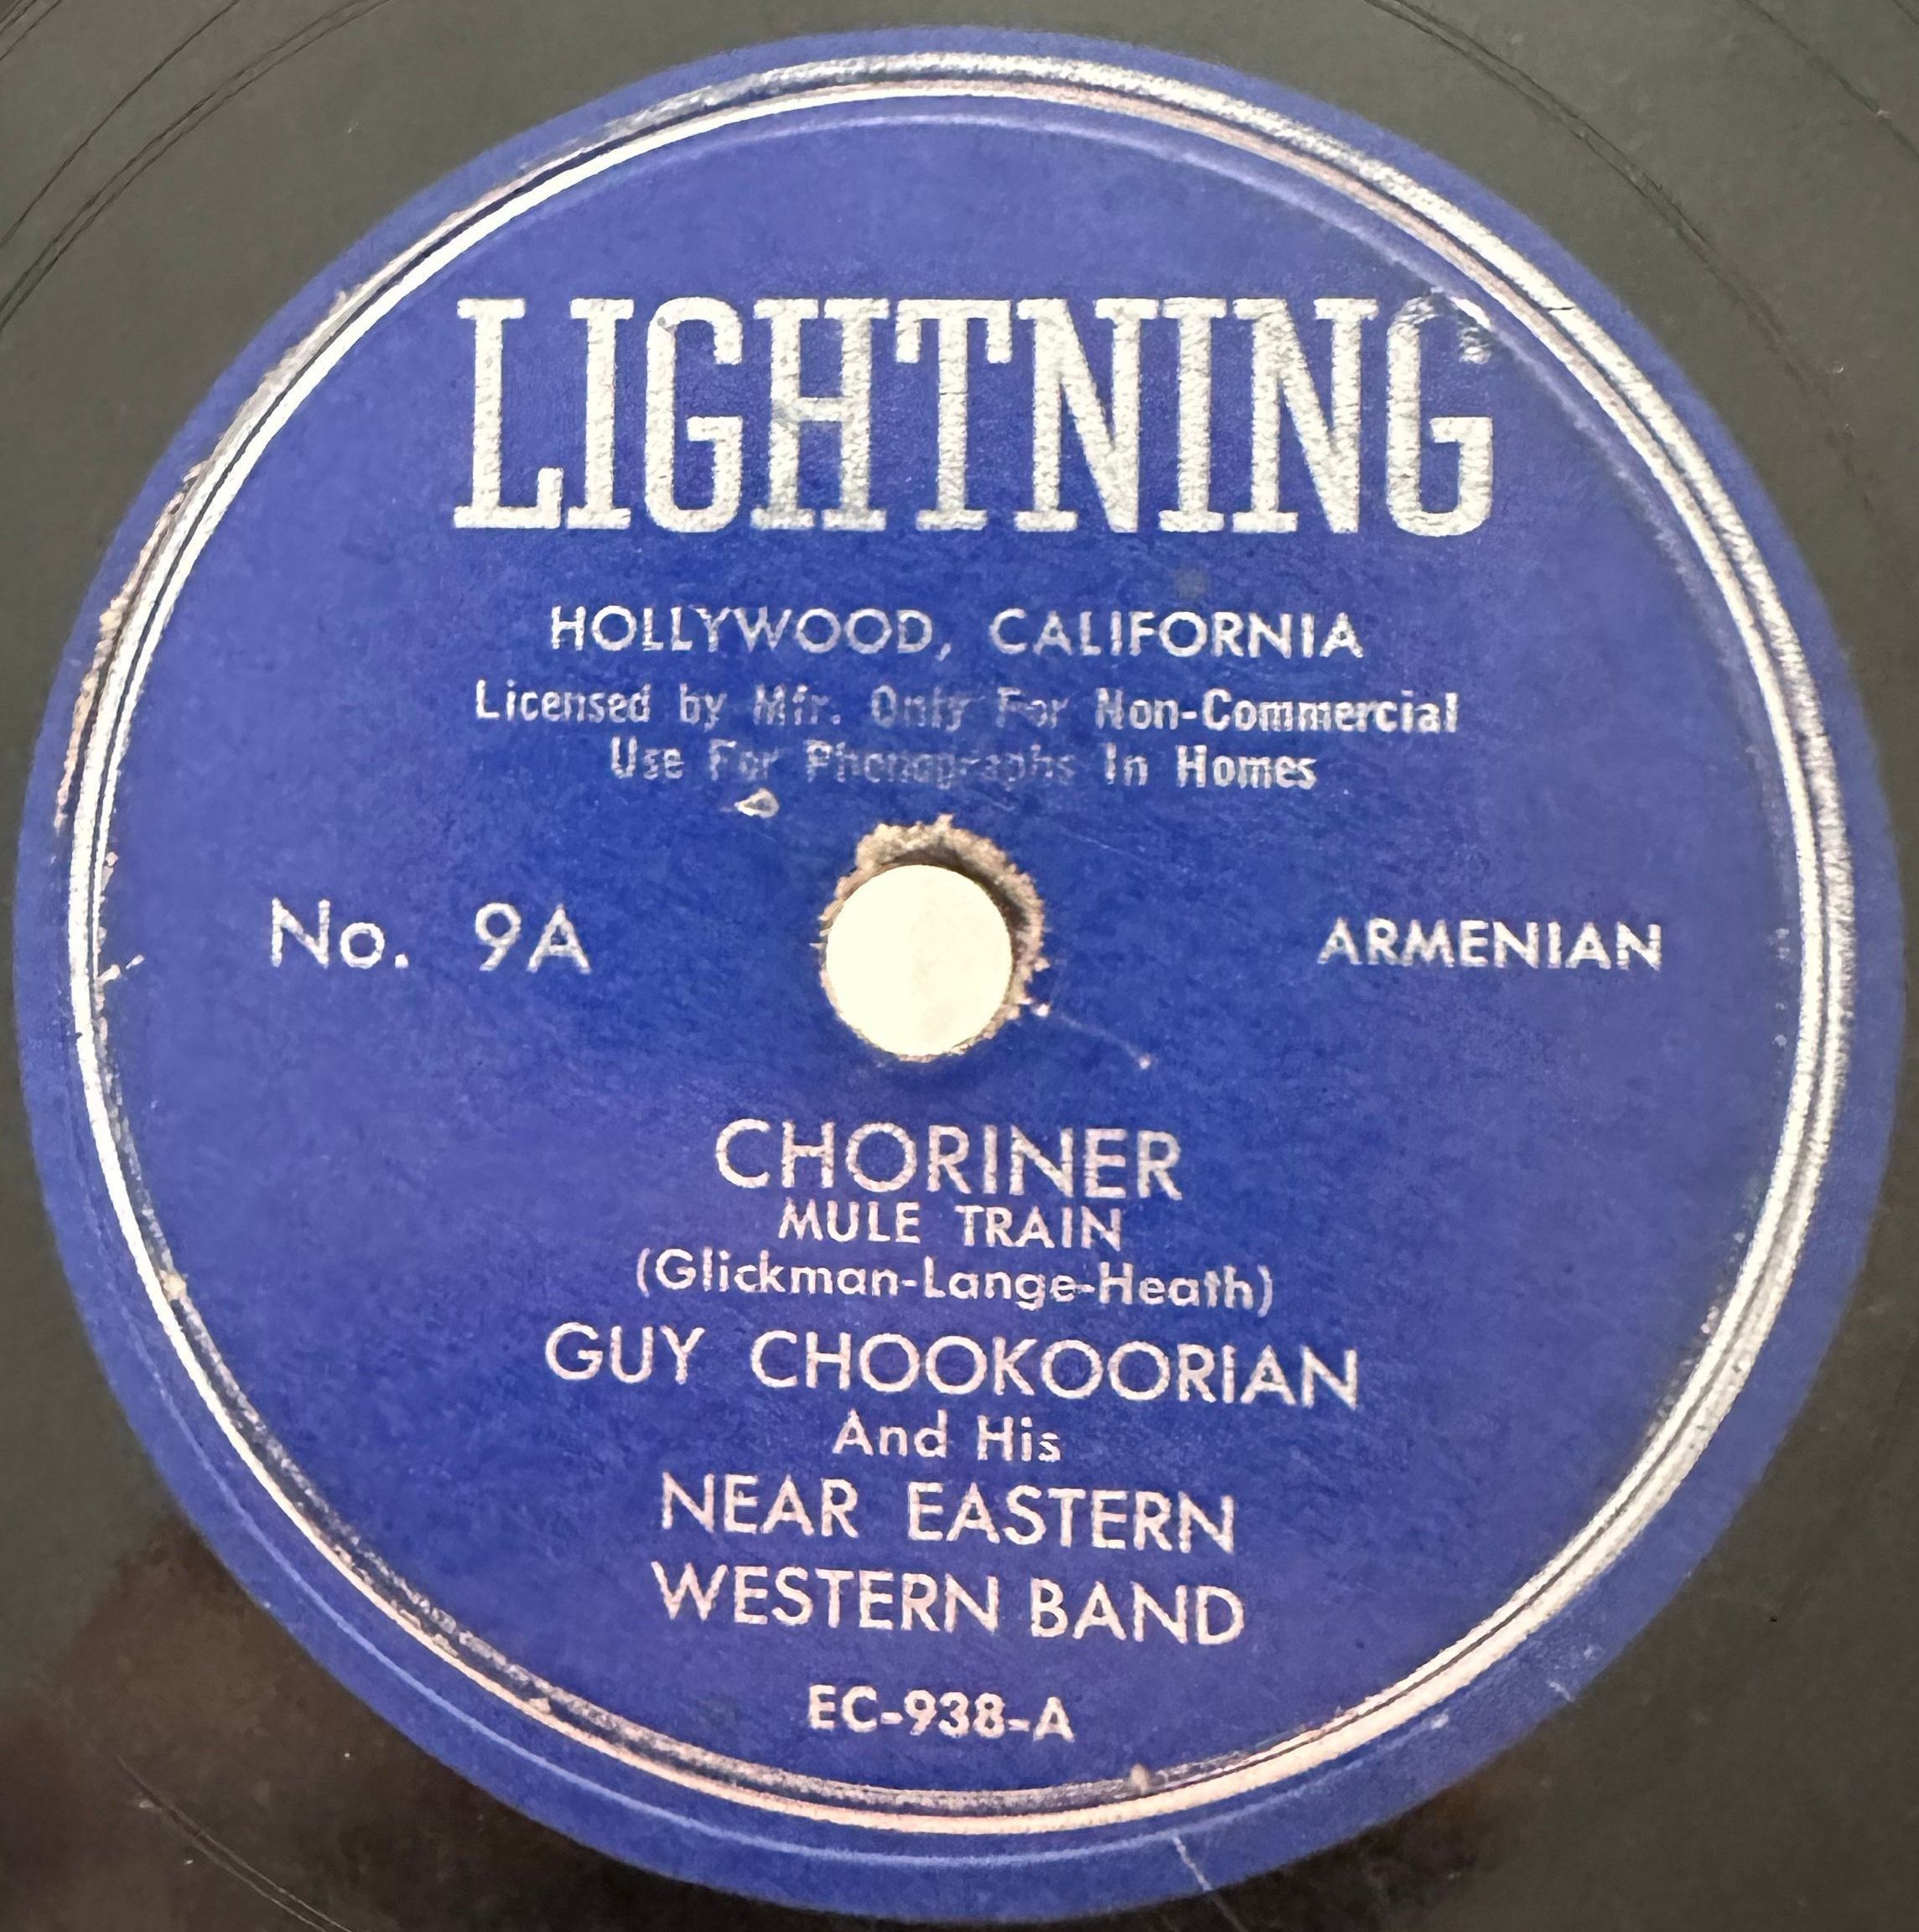 LIGHTNING
HOLLYWOOD, CALIFORNIA
Licensed by Mfr. Only For Non-Commercial
Use For Phonographs In Homes
No. 9A
ARMENIAN
CHORINER
MULE TRAIN
(Glickman-Lange-Heath)
GUY CHOOKOORIAN
And His
NEAR EASTERN
WESTERN BAND
EC-938-A